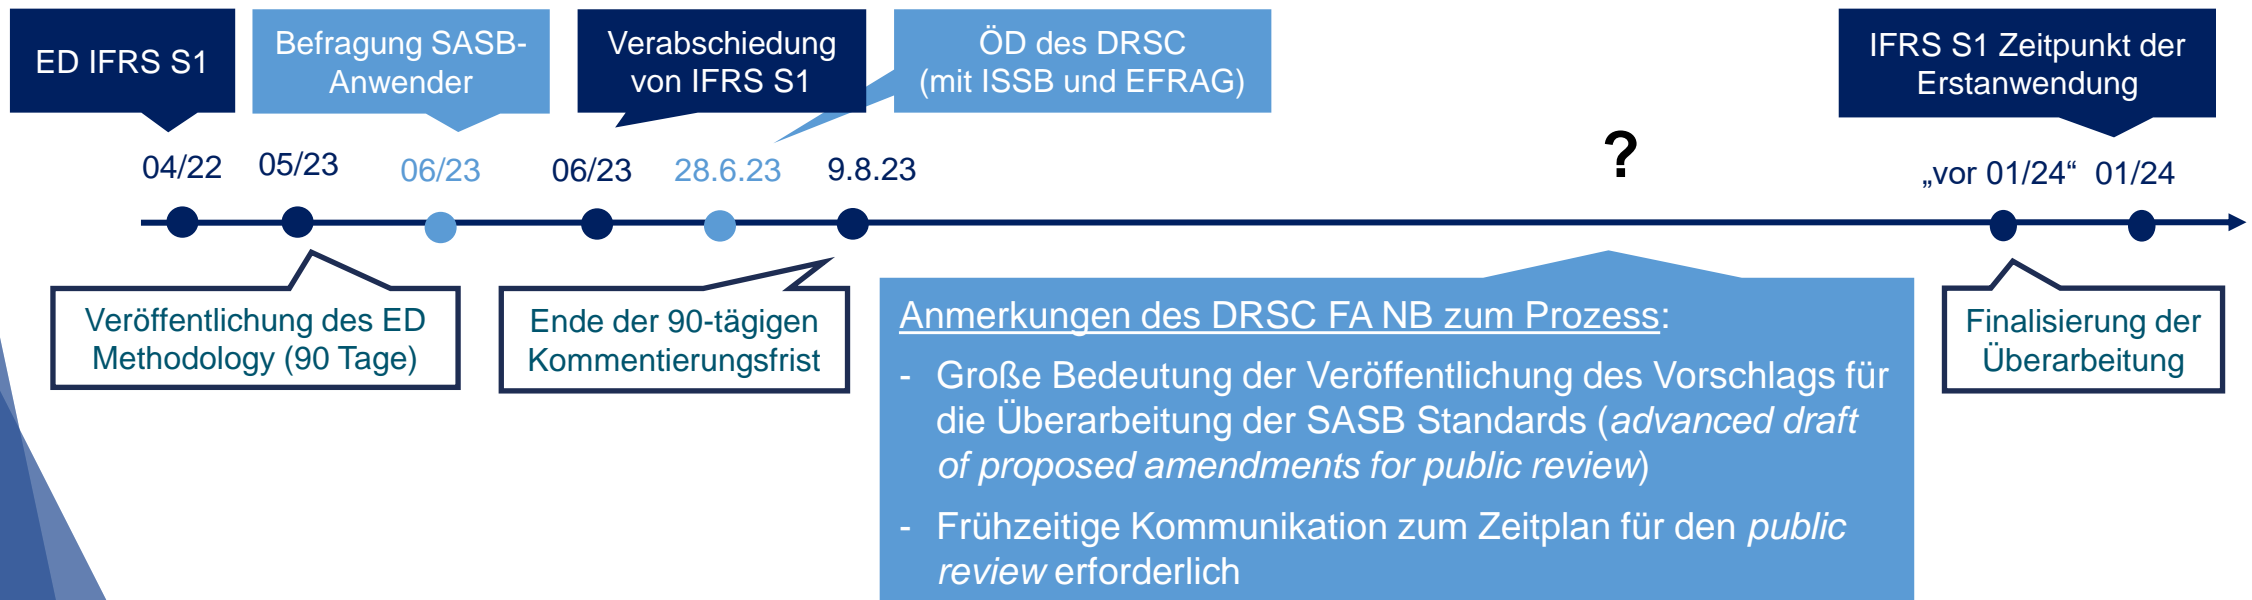 ED IFRS S1
Befragung SASB-
Anwender
Verabschiedung
von IFRS S1
ÖD des DRSC
(mit ISSB und EFRAG)
IFRS S1 Zeitpunkt der
Erstanwendung
04/22
05/23
06/23
06/23
28.6.23
9.8.23
?
„vor 01/24“
01/24
Veröffentlichung des ED
Methodology (90 Tage)
Ende der 90-tägigen
Kommentierungsfrist
Anmerkungen des DRSC FA NB zum Prozess:
- Große Bedeutung der Veröffentlichung des Vorschlags für
die Überarbeitung der SASB Standards (advanced draft
of proposed amendments for public review)
- Frühzeitige Kommunikation zum Zeitplan für den public
review erforderlich
Finalisierung der
Überarbeitung